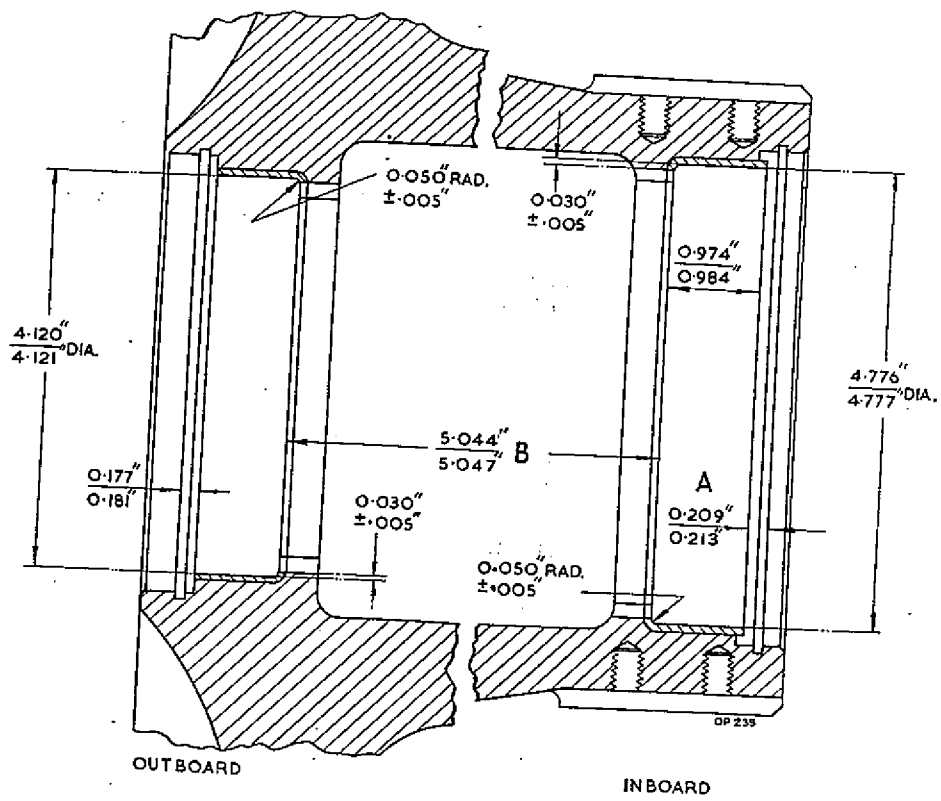 0·050" RAD.
±·005"
0·030"
±·005"
0·974"
0·984"
4·120"
4·121" DIA.
4·776"
4·777" DIA.
5·044"
5·047" B
0·177"
0·181"
0·030"
±·005"
A
0·209"
0·213"
0·050" RAD.
±·005"
OP 235
OUTBOARD
INBOARD